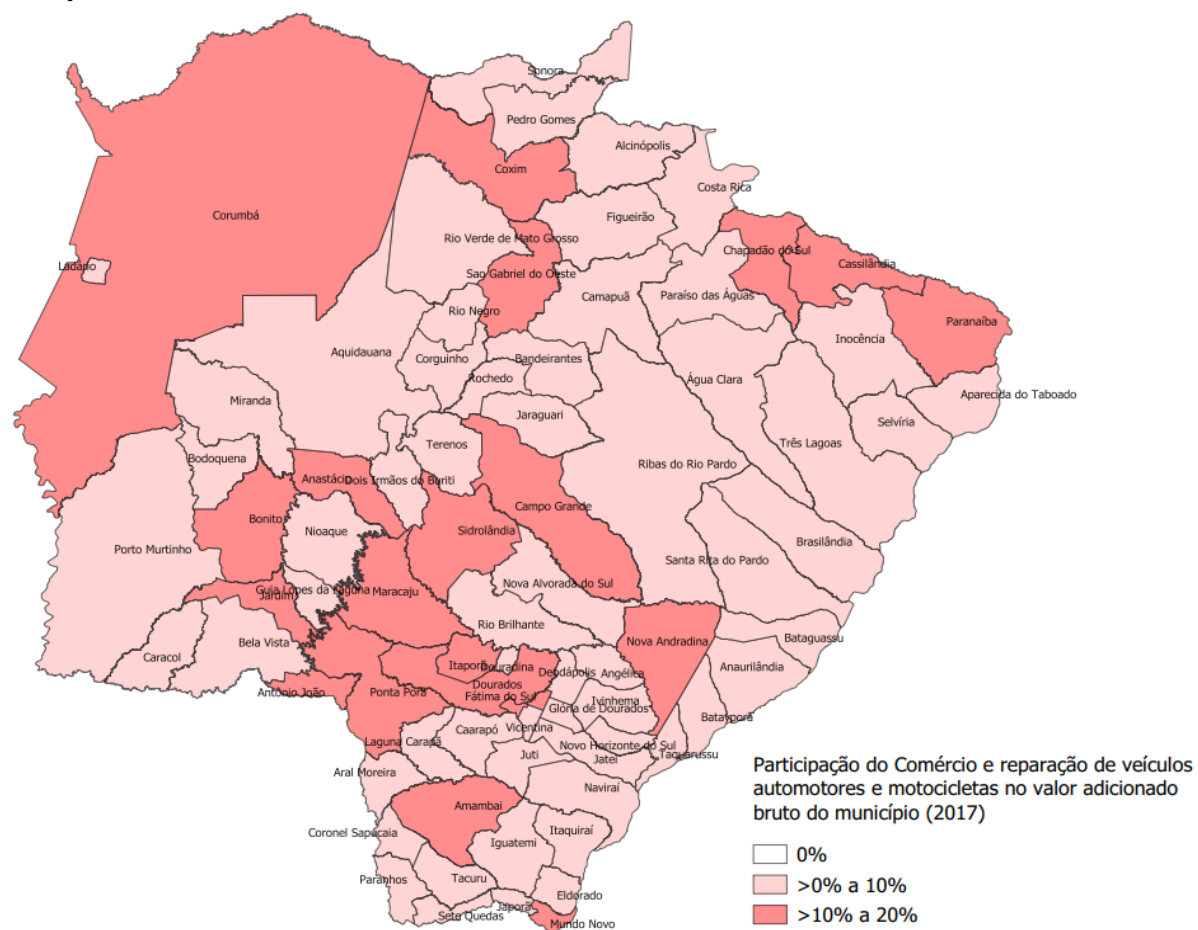 Sonora
Pedro Gomes
Alcinópolis
Coxim
Costa Rica
Corumbá
Figueirão
Rio Verde de Mato Grosso
Chapadão do Sul
Ladário
Cassilândia
Sao Gabriel do Oeste
Camapuã
Paraíso das Águas
Rio Negro
Paranaíba
Inocência
Aquidauana
Corguinho
Bandeirantes
Rochedo
Água Clara
Aparecida do Taboado
Miranda
Jaraguari
Selvíria
Terenos
Três Lagoas
Bodoquena
Ribas do Rio Pardo
Anastácio
Dois Irmãos do Buriti
Campo Grande
Bonito
Nioaque
Sidrolândia
Brasilândia
Porto Murtinho
Santa Rita do Pardo
Nova Alvorada do Sul
Guia Lopes da Laguna
Jardim
Maracaju
Rio Brilhante
Nova Andradina
Bataguassu
Bela Vista
Caracol
Itaporã
Douradina
Deodápolis
Angélica
Anaurilândia
Antônio João
Ponta Porã
Dourados
Fátima do Sul
Ivinhema
Glória de Dourados
Batayporã
Vicentina
Caarapó
Laguna Carapã
Novo Horizonte do Sul
Taquarussu
Juti
Jateí
Aral Moreira
Naviraí
Amambai
Coronel Sapucaia
Itaquiraí
Iguatemi
Paranhos
Tacuru
Eldorado
Japorã
Sete Quedas
Mundo Novo
Participação do Comércio e reparação de veículos
automotores e motocicletas no valor adicionado
bruto do município (2017)
0%
>0% a 10%
>10% a 20%